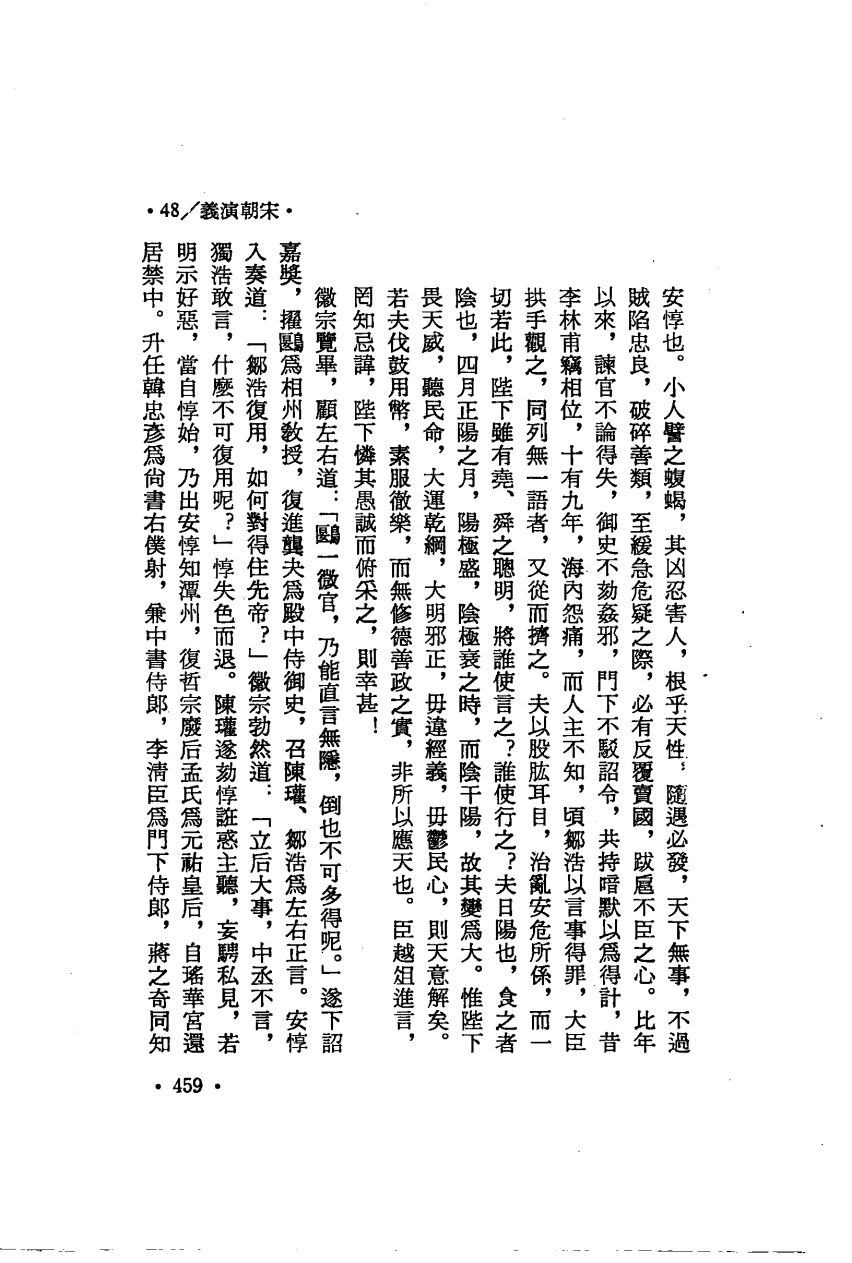 •48/義演朝宋•
安惇也。小人譬之蝮蝎，其凶忍害人，根乎天性，隨遇必發，天下無事，不過
賊陷忠良，破碎善類，至緩急危疑之際，必有反覆賣國，跋扈不臣之心。比年
以來，諫官不論得失，御史不劾姦邪，門下不駁詔令，共持喑默以爲得計，昔
李林甫竊相位，十有九年，海內怨痛，而人主不知，頃鄒浩以言事得罪，大臣
拱手觀之，同列無一語者，又從而擠之。夫以股肱耳目，治亂安危所係，而一
切若此，陛下雖有堯、舜之聰明，將誰使言之？誰使行之？夫日陽也，食之者
陰也，四月正陽之月，陽極盛，陰極衰之時，而陰干陽，故其變爲大。惟陛下
畏天威，聽民命，大運乾綱，大明邪正，毋違經義，毋鬱民心，則天意解矣。
若夫伐鼓用幣，素服徹樂，而無修德善政之實，非所以應天也。臣越俎進言，
罔知忌諱，陛下憐其愚誠而俯采之，則幸甚！
徽宗覽畢，顧左右道：「鷗一微官，乃能直言無隱，倒也不可多得呢。」遂下詔
嘉獎，擢鷗爲相州教授，復進龔夬爲殿中侍御史，召陳瓘、鄒浩爲左右正言。安惇
入奏道：「鄒浩復用，如何對得住先帝？」徽宗勃然道：「立后大事，中丞不言，
獨浩敢言，什麼不可復用呢？」惇失色而退。陳瓘遂劾惇誑惑主聽，妄騁私見，若
明示好惡，當自惇始，乃出安惇知潭州，復哲宗廢后孟氏爲元祐皇后，自瑤華宮還
居禁中。升任韓忠彥爲尙書右僕射，兼中書侍郎，李淸臣爲門下侍郎，蔣之奇同知
•459•